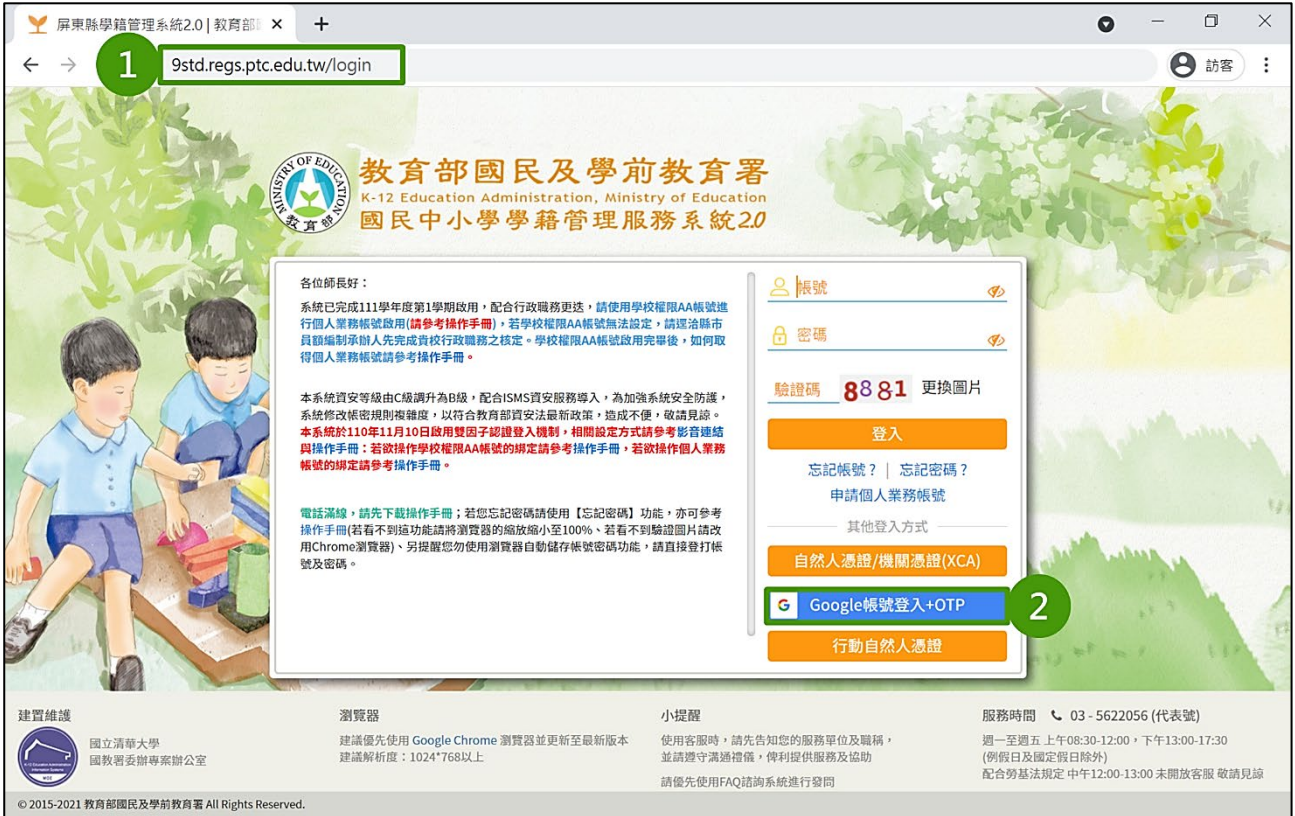 屏東縣學籍管理系統2.0 | 教育部
1
9std.regs.ptc.edu.tw/login
訪客
MINISTRY OF EDUCATION
教育部
教育部國民及學前教育署
K-12 Education Administration, Ministry of Education
國民中小學學籍管理服務系統2.0
各位師長好：
系統已完成111學年度第1學期啟用，配合行政職務更迭，請使用學校權限AA帳號進
行個人業務帳號啟用(請參考操作手冊)，若學校權限AA帳號無法設定，請逕洽縣市
員額編制承辦人先完成貴校行政職務之核定。學校權限AA帳號啟用完畢後，如何取
得個人業務帳號請參考操作手冊。
本系統資安等級由C級調升為B級，配合ISMS資安服務導入，為加強系統安全防護，
系統修改帳密規則複雜度，以符合教育部資安法最新政策，造成不便，敬請見諒。
本系統於110年11月10日啟用雙因子認證登入機制，相關設定方式請參考影音連結
與操作手冊：若欲操作學校權限AA帳號的綁定請參考操作手冊，若欲操作個人業務
帳號的綁定請參考操作手冊。
電話滿線，請先下載操作手冊；若您忘記密碼請使用【忘記密碼】功能，亦可參考
操作手冊(若看不到這功能請將瀏覽器的縮放縮小至100%、若看不到驗證圖片請改
用Chrome瀏覽器)、另提醒您勿使用瀏覽器自動儲存帳號密碼功能，請直接登打帳
號及密碼。
帳號
密碼
驗證碼 8881 更換圖片
登入
忘記帳號？ | 忘記密碼？
申請個人業務帳號
其他登入方式
自然人憑證/機關憑證(XCA)
G Google帳號登入+OTP
2
行動自然人憑證
建置維護
國立清華大學
國教署委辦專案辦公室
瀏覽器
建議優先使用 Google Chrome 瀏覽器並更新至最新版本
建議解析度：1024*768以上
小提醒
使用客服時，請先告知您的服務單位及職稱，
並請遵守溝通禮儀，俾利提供服務及協助
請優先使用FAQ諮詢系統進行發問
服務時間 03 - 5622056 (代表號)
週一至週五 上午08:30-12:00，下午13:00-17:30
(例假日及國定假日除外)
配合勞基法規定 中午12:00-13:00 未開放客服 敬請見諒
© 2015-2021 教育部國民及學前教育署 All Rights Reserved.